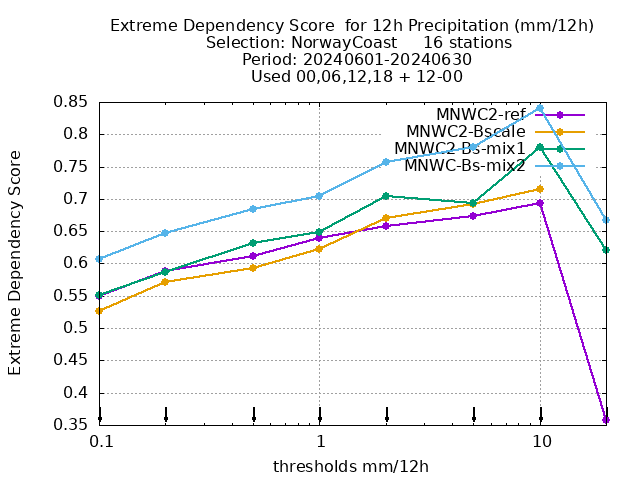 Extreme Dependency Score  for 12h Precipitation (mm/12h)
Selection: NorwayCoast     16 stations
Period: 20240601-20240630
Used 00,06,12,18 + 12-00
MNWC2-ref
MNWC2-Bscale
MNWC2-Bs-mix1
MNWC-Bs-mix2
Extreme Dependency Score
0.85
0.8
0.75
0.7
0.65
0.6
0.55
0.5
0.45
0.4
0.35
0.1
1
10
thresholds mm/12h